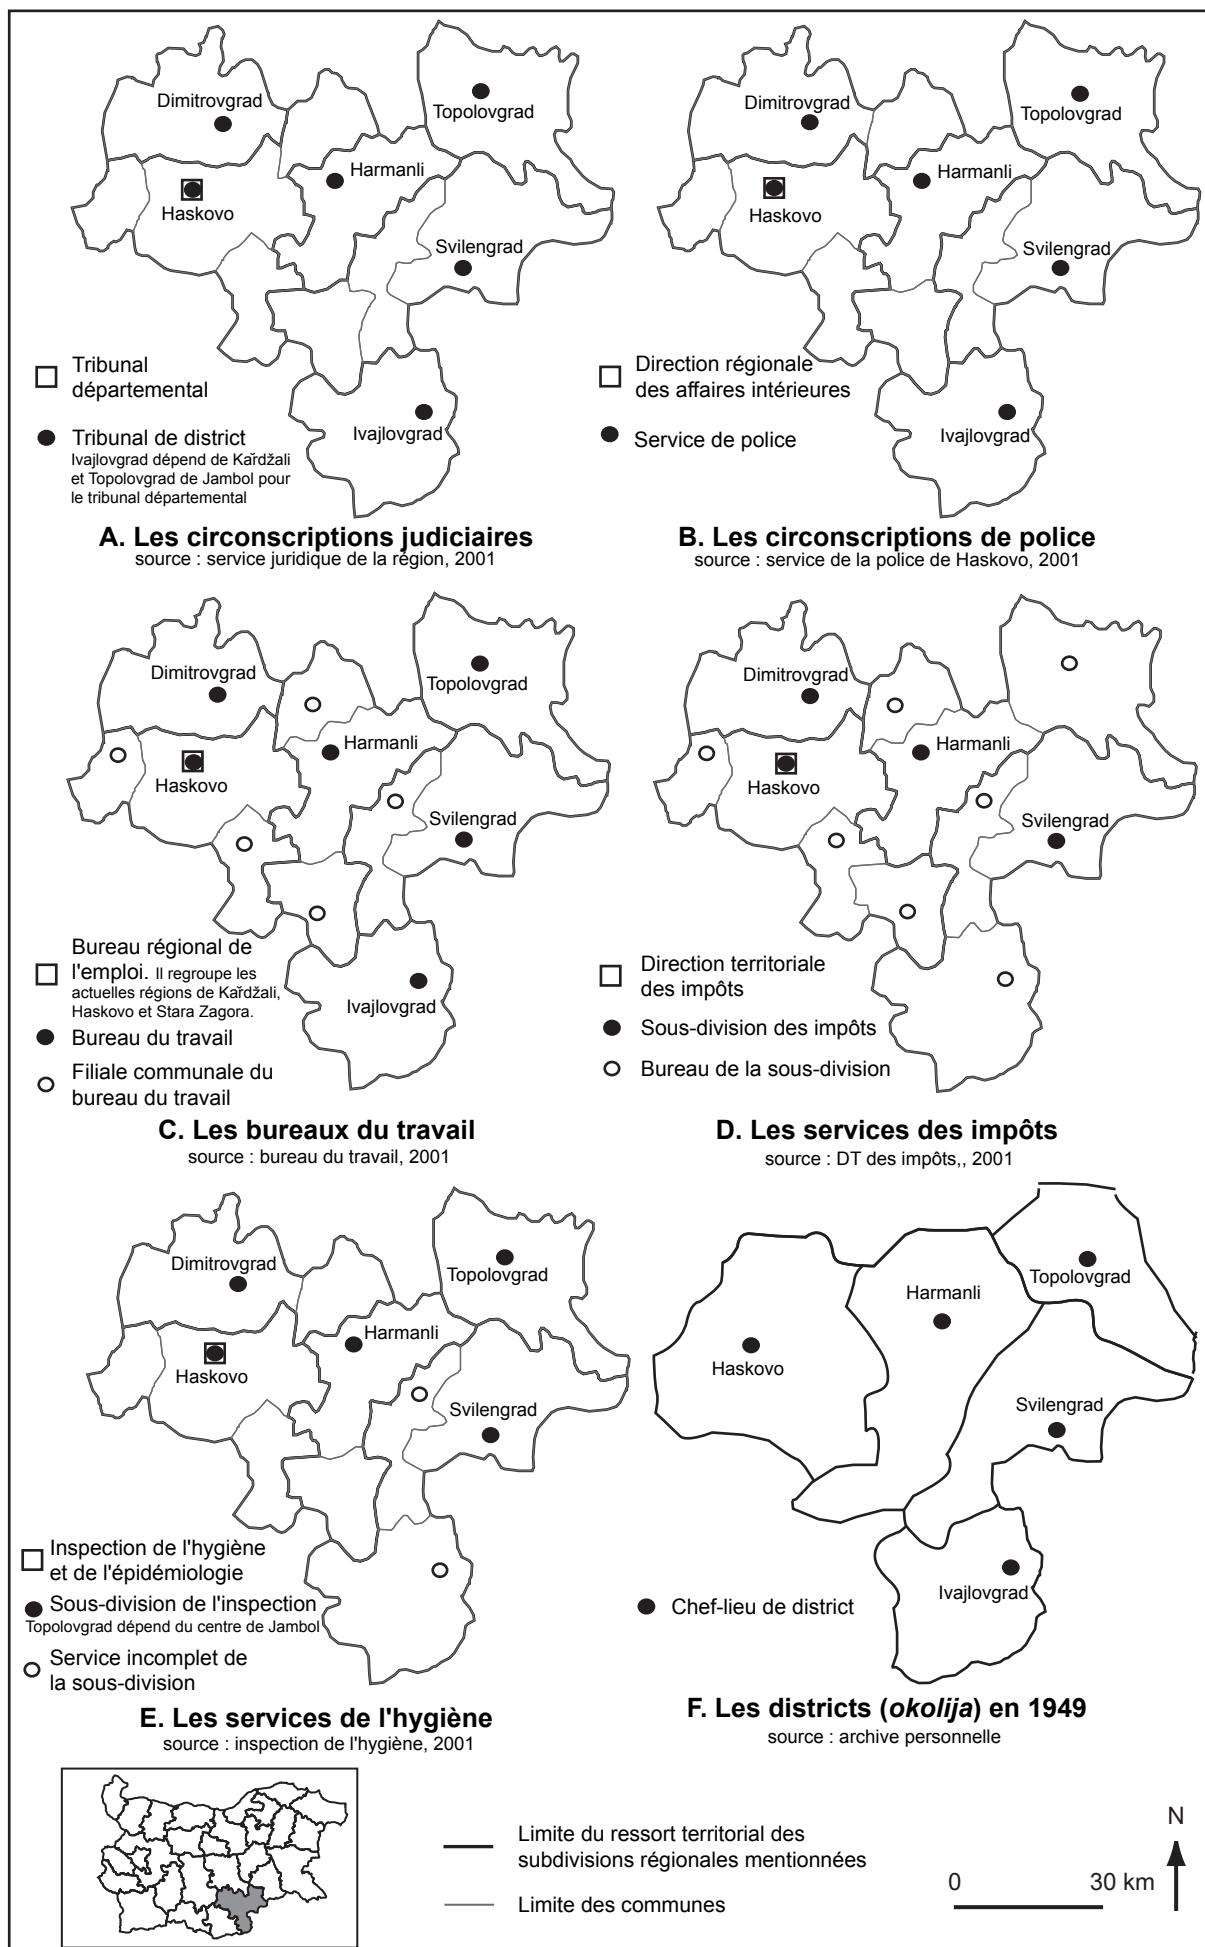 Dimitrovgrad
Topolovgrad
Harmanli
Haskovo
Svilengrad
Ivajlovgrad
Tribunal
départemental
Tribunal de district
Ivajlovgrad dépend de Kařdžali
et Topolovgrad de Jambol pour
le tribunal départemental
A. Les circonscriptions judiciaires
source : service juridique de la région, 2001
Dimitrovgrad
Topolovgrad
Harmanli
Haskovo
Svilengrad
Ivajlovgrad
Direction régionale
des affaires intérieures
Service de police
B. Les circonscriptions de police
source : service de la police de Haskovo, 2001
Dimitrovgrad
Topolovgrad
Harmanli
Haskovo
Svilengrad
Ivajlovgrad
Bureau régional de
l'emploi. Il regroupe les
actuelles régions de Kařdžali,
Haskovo et Stara Zagora.
Bureau du travail
Filiale communale du
bureau du travail
C. Les bureaux du travail
source : bureau du travail, 2001
Dimitrovgrad
Harmanli
Haskovo
Svilengrad
Direction territoriale
des impôts
Sous-division des impôts
Bureau de la sous-division
D. Les services des impôts
source : DT des impôts,, 2001
Dimitrovgrad
Topolovgrad
Harmanli
Haskovo
Svilengrad
Inspection de l'hygiène
et de l'épidémiologie
Sous-division de l'inspection
Topolovgrad dépend du centre de Jambol
Service incomplet de
la sous-division
E. Les services de l'hygiène
source : inspection de l'hygiène, 2001
Topolovgrad
Harmanli
Haskovo
Svilengrad
Ivajlovgrad
Chef-lieu de district
F. Les districts (okolija) en 1949
source : archive personnelle
Limite du ressort territorial des
subdivisions régionales mentionnées
Limite des communes
0 30 km
N